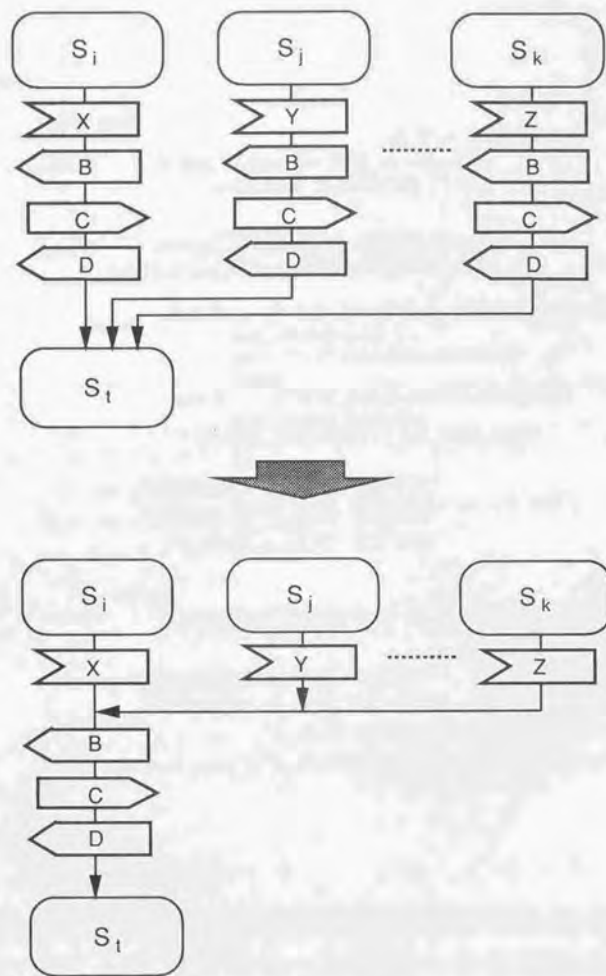 Si Sj Sk
X Y Z
B B B
C C C
D D D
St
Si Sj Sk
X Y Z
B
C
D
St